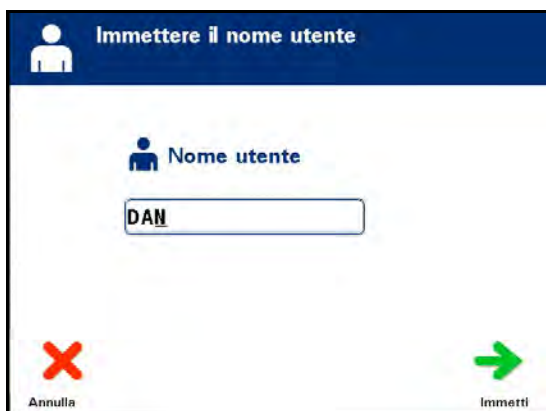 Immettere il nome utente
Nome utente
DAN
Annulla
Immetti